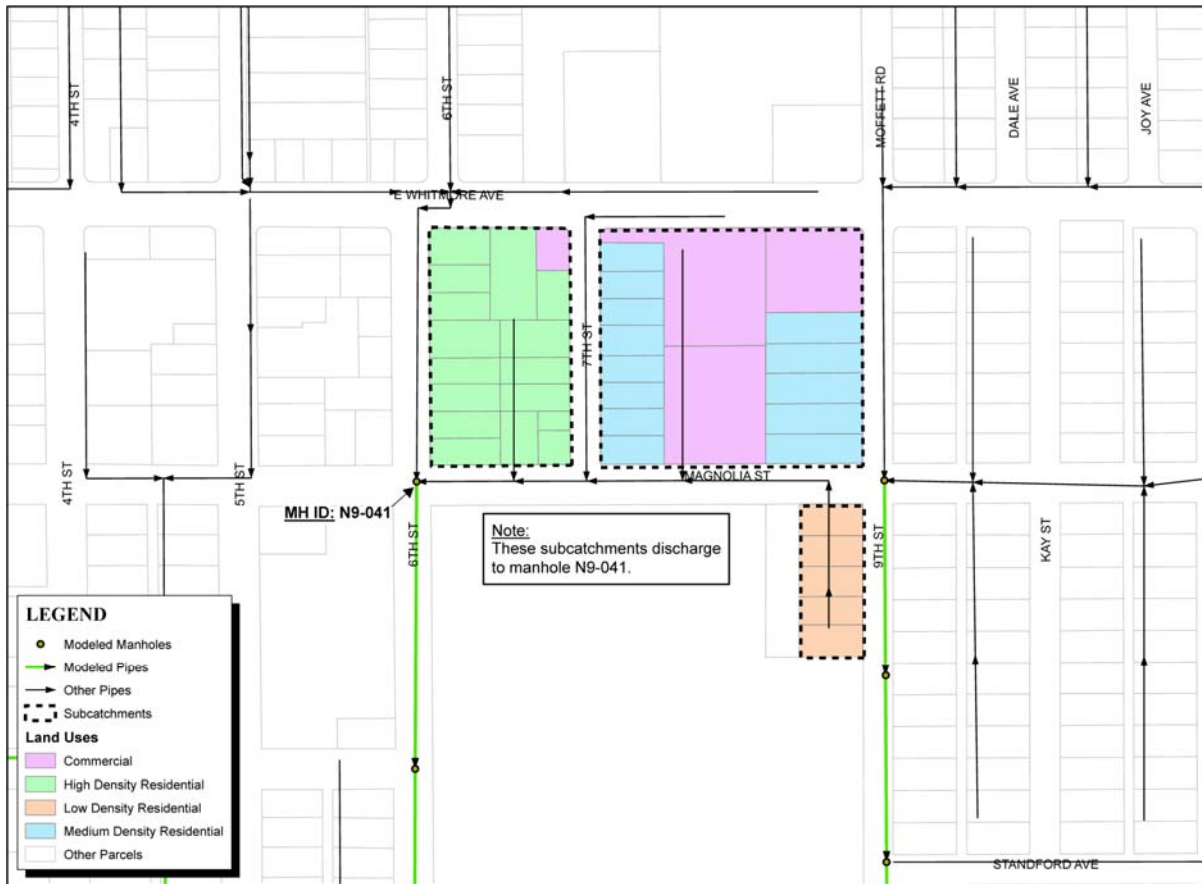 4TH ST
6TH ST
MOFFETT RD
DALE AVE
JOY AVE
E WHITMORE AVE
7TH ST
4TH ST
5TH ST
MAGNOLIA ST
MH ID: N9-041
6TH ST
Note:
These subcatchments discharge
to manhole N9-041.
9TH ST
KAY ST
LEGEND
Modeled Manholes
Modeled Pipes
Other Pipes
Subcatchments
Land Uses
Commercial
High Density Residential
Low Density Residential
Medium Density Residential
Other Parcels
STANDFORD AVE